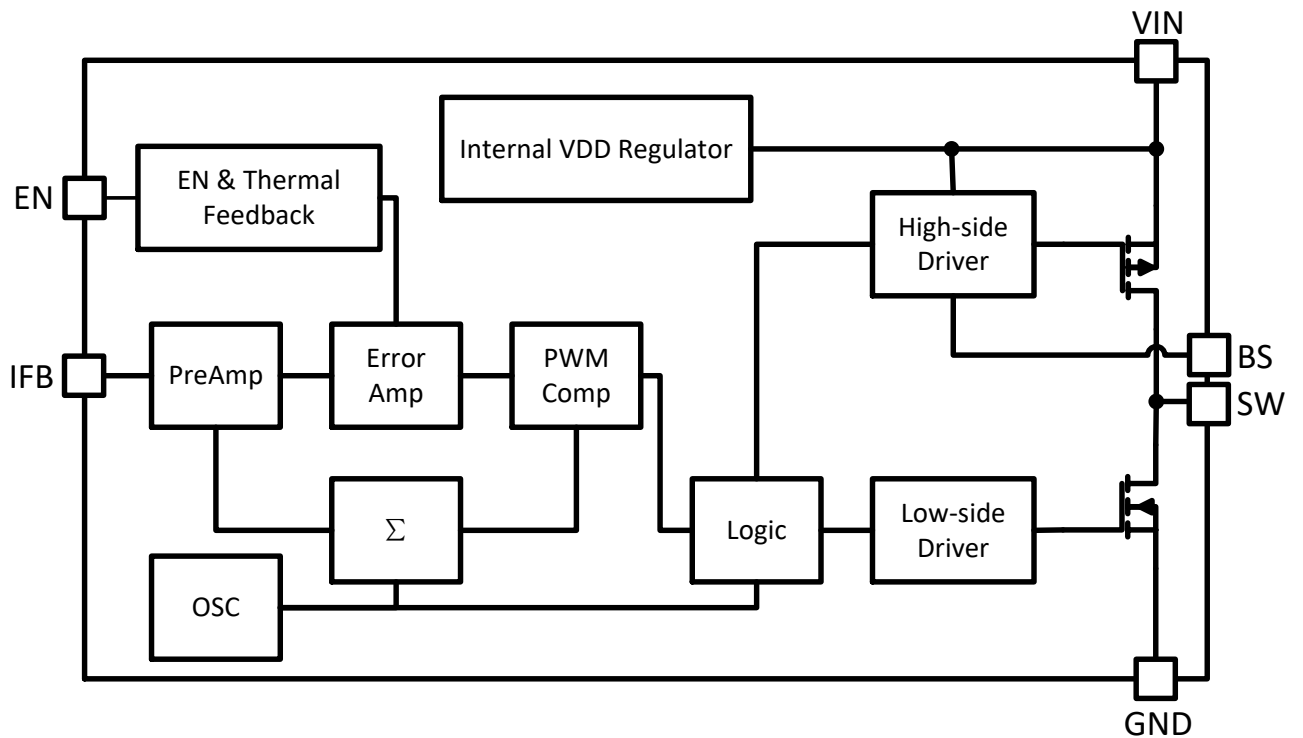 VIN
Internal VDD Regulator
EN
EN & Thermal
Feedback
High-side
Driver
IFB
PreAmp
Error
Amp
PWM
Comp
BS
SW
Σ
Logic
Low-side
Driver
OSC
GND